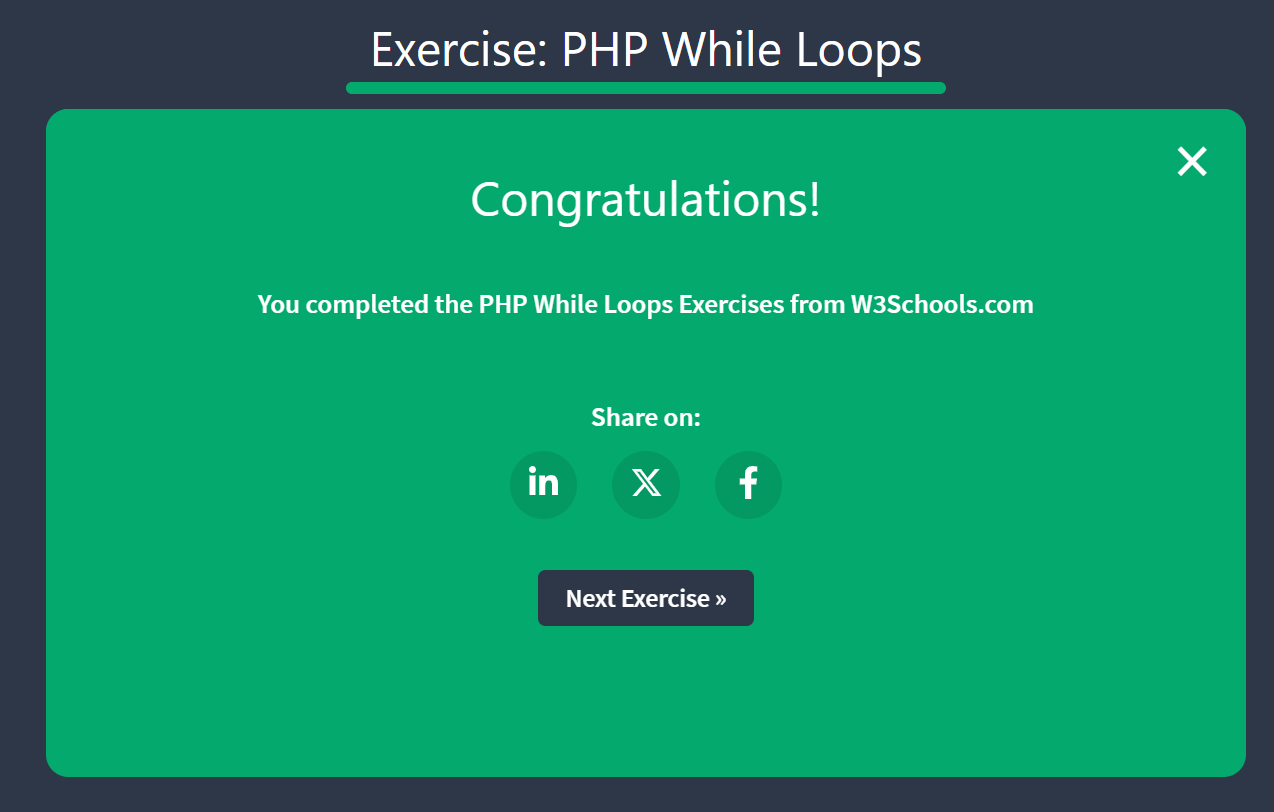 Exercise: PHP While Loops
Congratulations!
You completed the PHP While Loops Exercises from W3Schools.com
Share on:
Next Exercise »